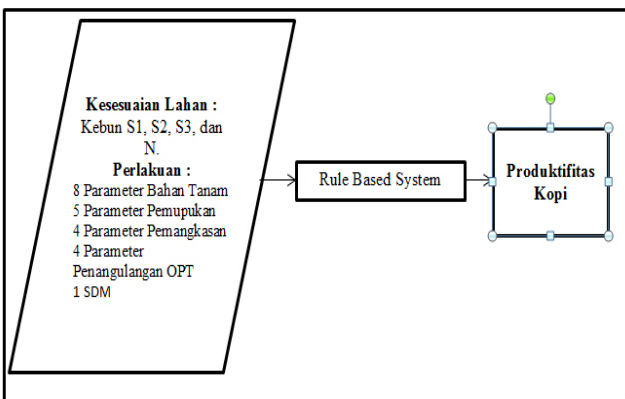 Kesesuaian Lahan :
Kebun S1, S2, S3, dan
N.
Perlakuan :
8 Parameter Bahan Tanam
5 Parameter Pemupukan
4 Parameter Pemangkasan
4 Parameter
Penangulangan OPT
1 SDM
Rule Based System
Produktifitas
Kopi